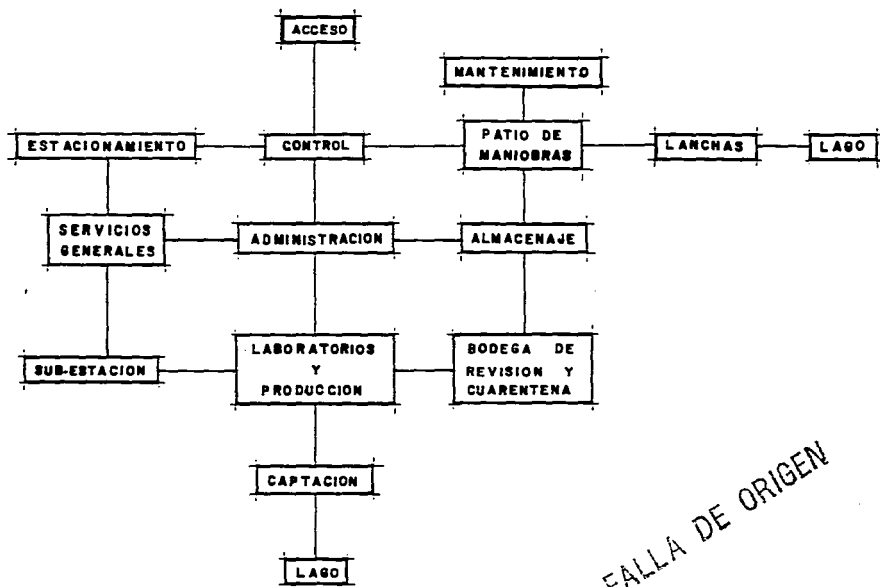 ACCESO
MANTENIMIENTO
ESTACIONAMIENTO
CONTROL
PATIO DE
MANIOBRAS
LANCHAS
LAGO
SERVICIOS
GENERALES
ADMINISTRACION
ALMACENAJE
SUB-ESTACION
LABORATORIOS
Y
PRODUCCION
BODEGA DE
REVISION Y
CUARENTENA
CAPTACION
LAGO
FALLA DE ORIGEN